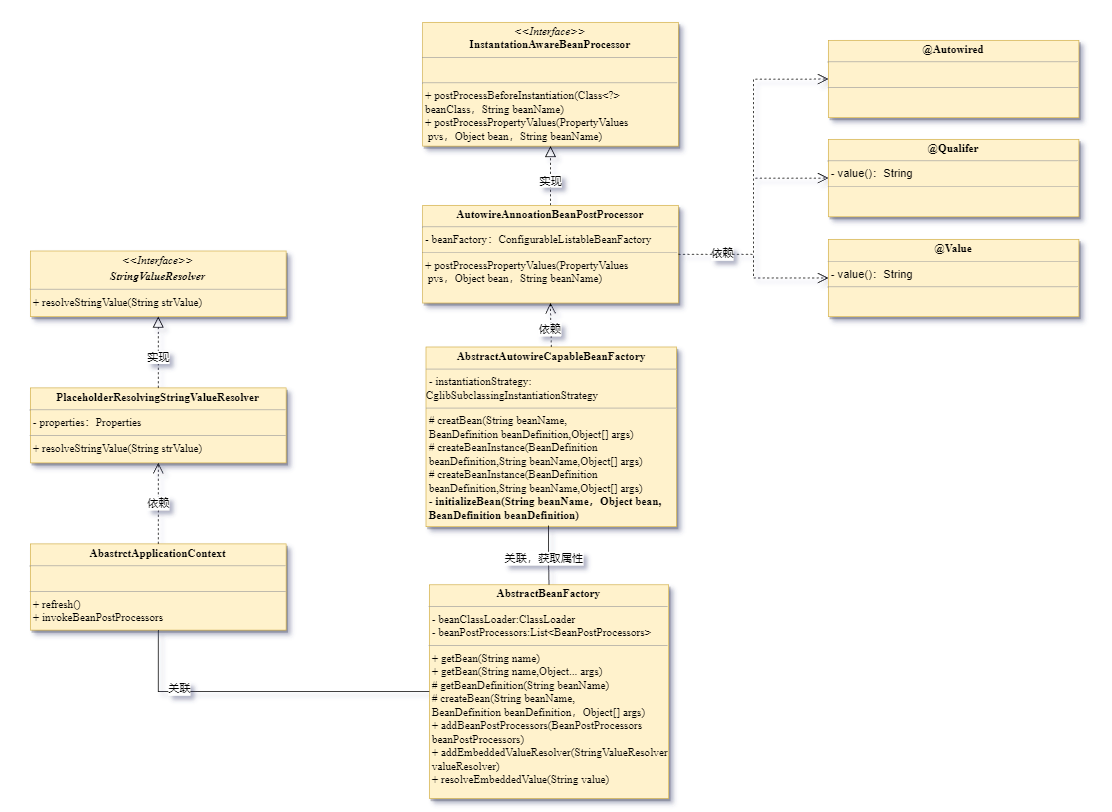 <<Interface>>
InstantationAwareBeanProcessor
+ postProcessBeforeInstantiation(Class<?>
beanClass，String beanName)
+ postProcessPropertyValues(PropertyValues
pvs，Object bean，String beanName)
实现
AutowireAnnoationBeanPostProcessor
- beanFactory：ConfigurableListableBeanFactory
+ postProcessPropertyValues(PropertyValues
pvs，Object bean，String beanName)
依赖
@Autowired
@Qualifer
- value()：String
@Value
- value()：String
依赖
AbstractAutowireCapableBeanFactory
- instantiationStrategy:
CglibSubclassingInstantiationStrategy
# creatBean(String beanName,
BeanDefinition beanDefinition,Object[] args)
# createBeanInstance(BeanDefinition
beanDefinition,String beanName,Object[] args)
# createBeanInstance(BeanDefinition
beanDefinition,String beanName,Object[] args)
- initializeBean(String beanName，Object bean,
BeanDefinition beanDefinition)
关联，获取属性
AbstractBeanFactory
- beanClassLoader:ClassLoader
- beanPostProcessors:List<BeanPostProcessors>
+ getBean(String name)
+ getBean(String name,Object... args)
# getBeanDefinition(String beanName)
# createBean(String beanName,
BeanDefinition beanDefinition，Object[] args)
+ addBeanPostProcessors(BeanPostProcessors
beanPostProcessors)
+ addEmbeddedValueResolver(StringValueResolver
valueResolver)
+ resolveEmbeddedValue(String value)
<<Interface>>
StringValueResolver
+ resolveStringValue(String strValue)
实现
PlaceholderResolvingStringValueResolver
- properties：Properties
+ resolveStringValue(String strValue)
依赖
AbastrctApplicationContext
+ refresh()
+ invokeBeanPostProcessors
关联